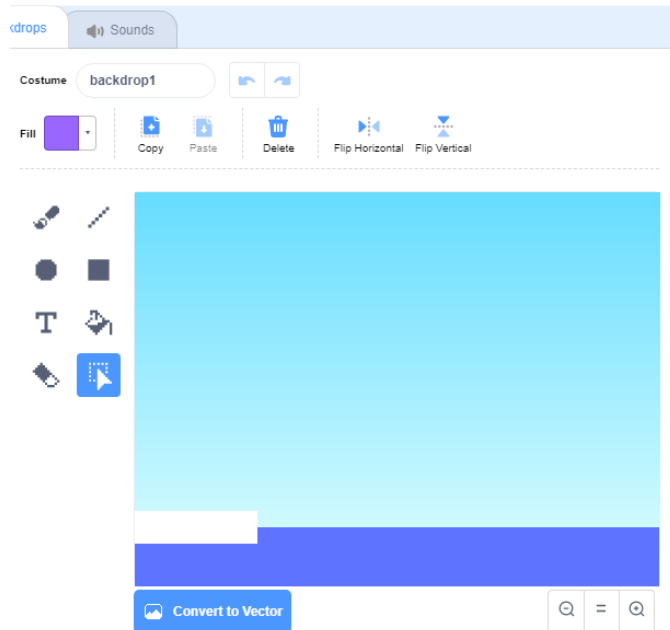 kdrops
Sounds
Costume
backdrop1
Fill
Copy
Paste
Delete
Flip Horizontal
Flip Vertical
T
Convert to Vector